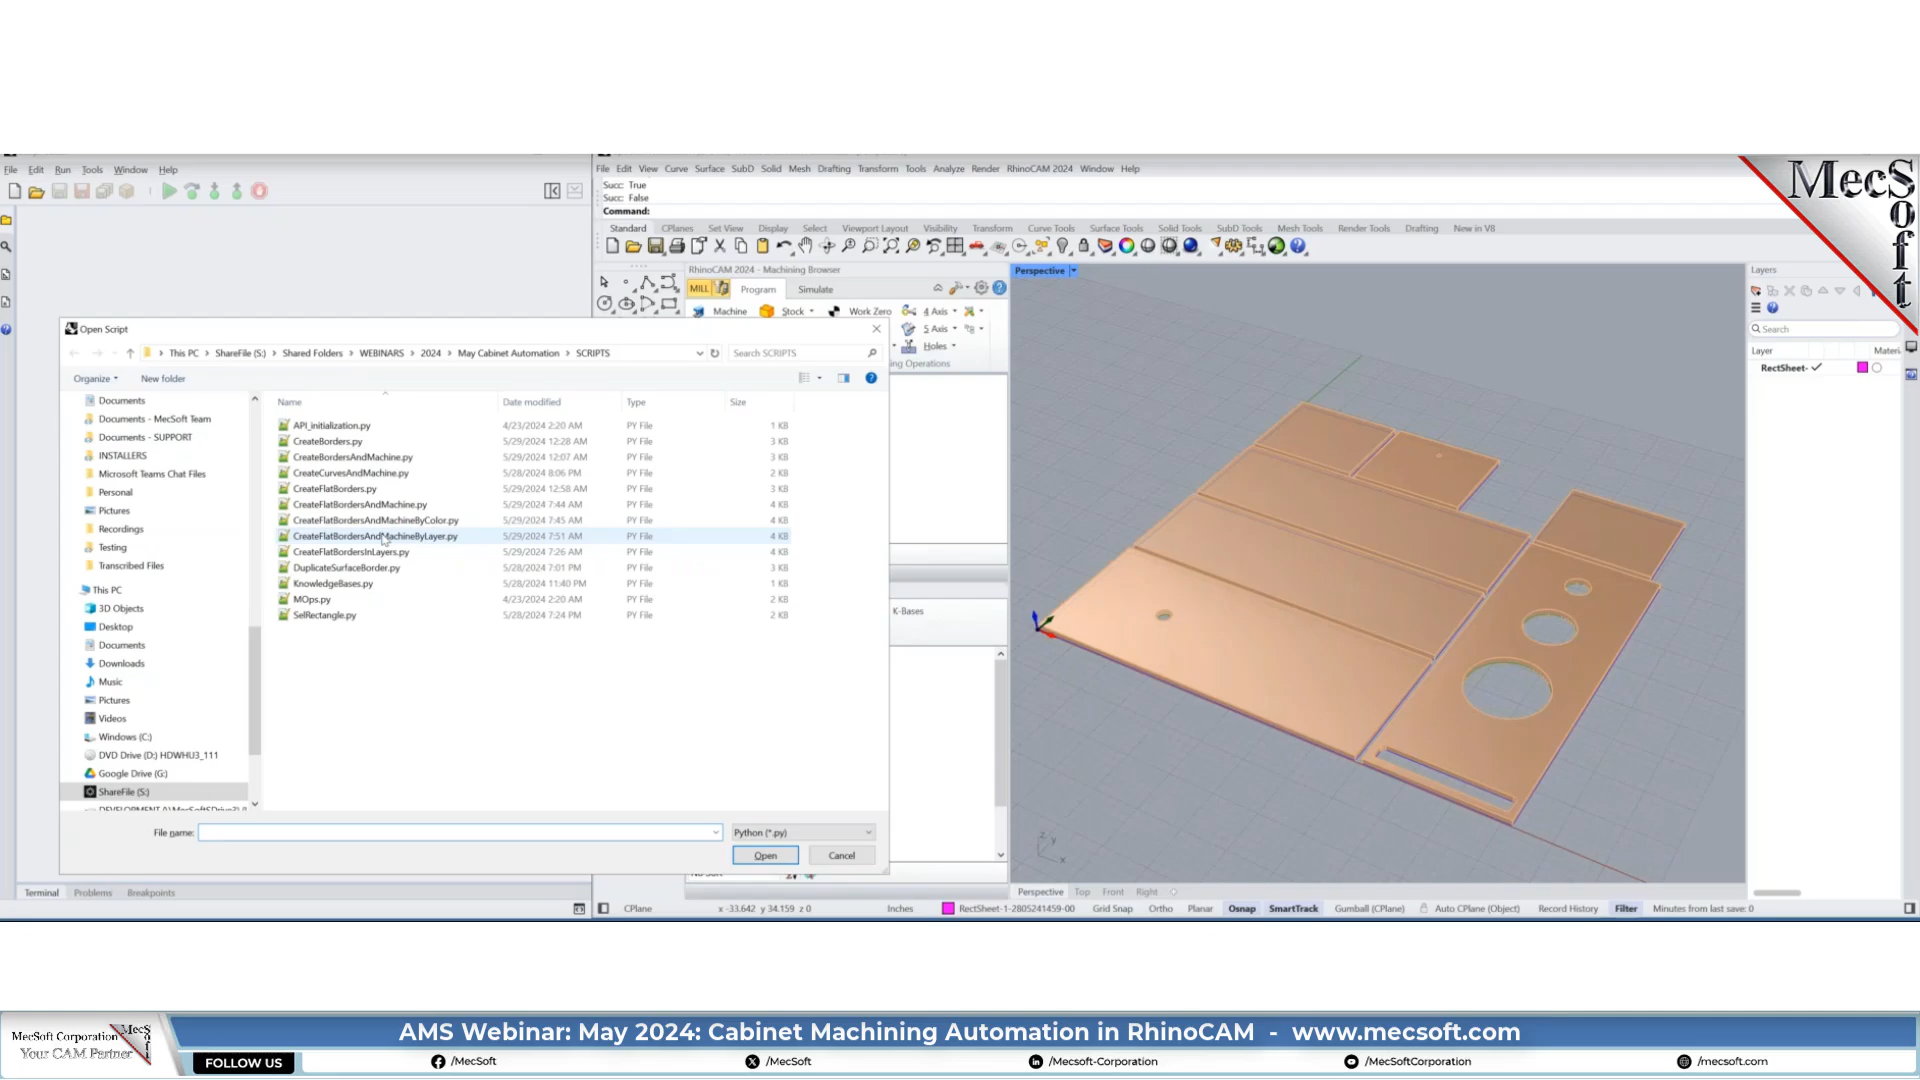 File Edit Run Tools Window Help
File Edit View Curve Surface SubD Solid Mesh Drafting Transform Tools Analyze Render RhinoCAM 2024 Window Help
Succ: True
Succ: False
Command:
Standard CPlanes Set View Display Select Viewport Layout Visibility Transform Curve Tools Surface Tools Solid Tools SubD Tools Mesh Tools Render Tools Drafting New in V8
RhinoCAM 2024 - Machining Browser
MILL Program Simulate
Machine Stock Work Zero 4 Axis
5 Axis
Holes
ing Operations
K-Bases
Perspective
Layers
Search
Layer Materi
RectSheet-
MecSoft
Open Script
This PC > ShareFile (S:) > Shared Folders > WEBINARS > 2024 > May Cabinet Automation > SCRIPTS
Search SCRIPTS
Organize New folder
Documents
Documents - MecSoft Team
Documents - SUPPORT
INSTALLERS
Microsoft Teams Chat Files
Personal
Pictures
Recordings
Testing
Transcribed Files
This PC
3D Objects
Desktop
Documents
Downloads
Music
Pictures
Videos
Windows (C:)
DVD Drive (D:) HDWHU3_111
Google Drive (G:)
ShareFile (S:)
Name Date modified Type Size
API_initialization.py 4/23/2024 2:20 AM PY File 1 KB
CreateBorders.py 5/29/2024 12:28 AM PY File 3 KB
CreateBordersAndMachine.py 5/29/2024 12:07 AM PY File 3 KB
CreateCurvesAndMachine.py 5/28/2024 8:06 PM PY File 2 KB
CreateFlatBorders.py 5/29/2024 12:58 AM PY File 3 KB
CreateFlatBordersAndMachine.py 5/29/2024 7:44 AM PY File 4 KB
CreateFlatBordersAndMachineByColor.py 5/29/2024 7:45 AM PY File 4 KB
CreateFlatBordersAndMachineByLayer.py 5/29/2024 7:51 AM PY File 4 KB
CreateFlatBordersInLayers.py 5/29/2024 7:26 AM PY File 4 KB
DuplicateSurfaceBorder.py 5/28/2024 7:01 PM PY File 3 KB
KnowledgeBases.py 5/28/2024 11:40 PM PY File 1 KB
MOps.py 4/23/2024 2:20 AM PY File 2 KB
SelRectangle.py 5/28/2024 7:24 PM PY File 2 KB
File name: Python (*.py)
Open Cancel
z y x
Terminal Problems Breakpoints
Perspective Top Front Right
CPlane x -33.642 y 34.159 z 0 Inches RectSheet-1-2805241459-00 Grid Snap Ortho Planar Osnap SmartTrack Gumball (CPlane) Auto CPlane (Object) Record History Filter Minutes from last save: 0
MecSoft Corporation
Your CAM Partner
MecSoft
AMS Webinar: May 2024: Cabinet Machining Automation in RhinoCAM - www.mecsoft.com
FOLLOW US /MecSoft /MecSoft /Mecsoft-Corporation /MecSoftCorporation /mecsoft.com